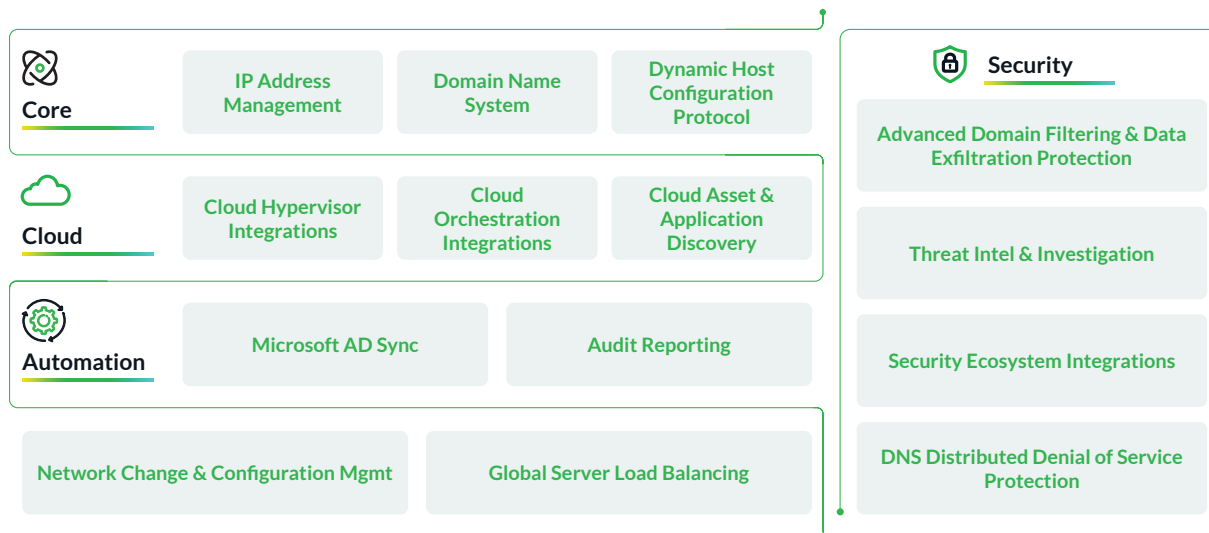 Core
IP Address
Management
Domain Name
System
Dynamic Host
Configuration
Protocol
Cloud
Cloud Hypervisor
Integrations
Cloud
Orchestration
Integrations
Cloud Asset &
Application
Discovery
Automation
Microsoft AD Sync
Audit Reporting
Network Change & Configuration Mgmt
Global Server Load Balancing
Security
Advanced Domain Filtering & Data
Exfiltration Protection
Threat Intel & Investigation
Security Ecosystem Integrations
DNS Distributed Denial of Service
Protection